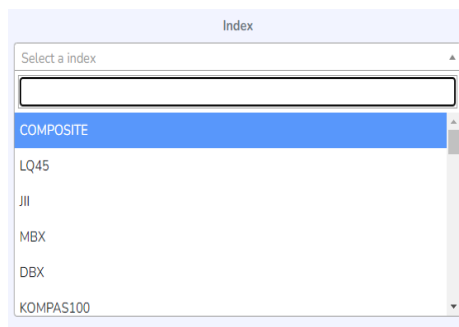 Index
Select a index
COMPOSITE
LQ45
JII
MBX
DBX
KOMPAS100